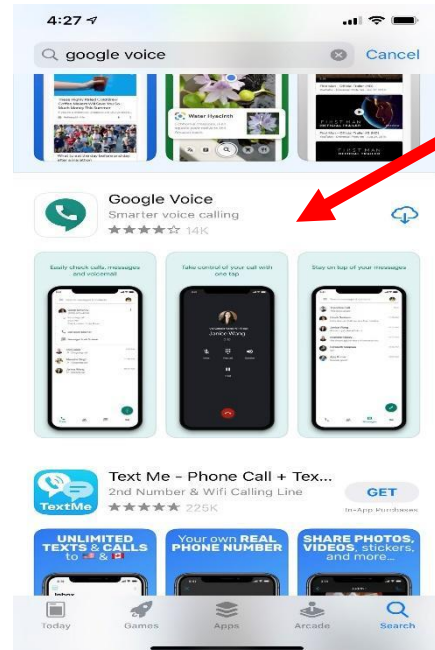 4:27
google voice
Cancel
Water Hyacinth
FIRST MAN
Google Voice
Smarter voice calling
14K
Easily check calls, messages
and voicemail
Take control of your call with
one tap
Stay on top of your messages
Janice Wang
Text Me - Phone Call + Tex...
2nd Number & Wifi Calling Line
225K
GET
In-App Purchases
TextMe
UNLIMITED
TEXTS & CALLS
to &
Your own REAL
PHONE NUMBER
SHARE PHOTOS,
VIDEOS, stickers,
and more...
Inbox
Today
Games
Apps
Arcade
Search